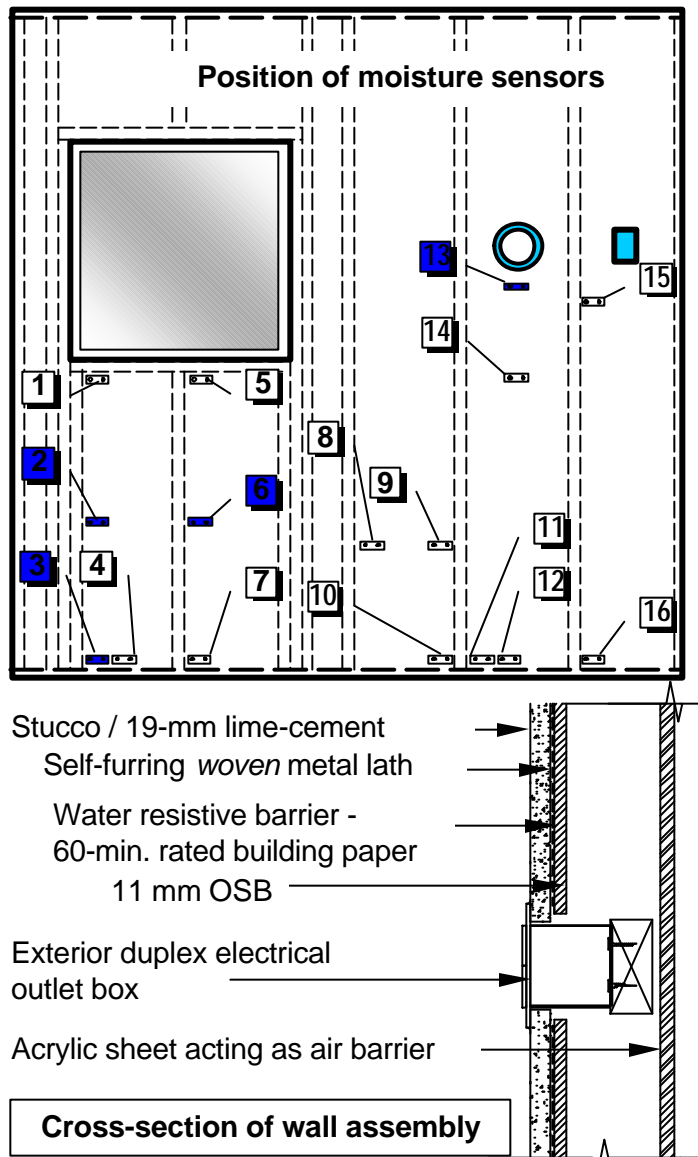 Position of moisture sensors
13
15
14
1
5
8
2
6
9
11
3
4
7
10
12
16
Stucco / 19-mm lime-cement
Self-furring woven metal lath
Water resistive barrier -
60-min. rated building paper
11 mm OSB
Exterior duplex electrical
outlet box
Acrylic sheet acting as air barrier
Cross-section of wall assembly